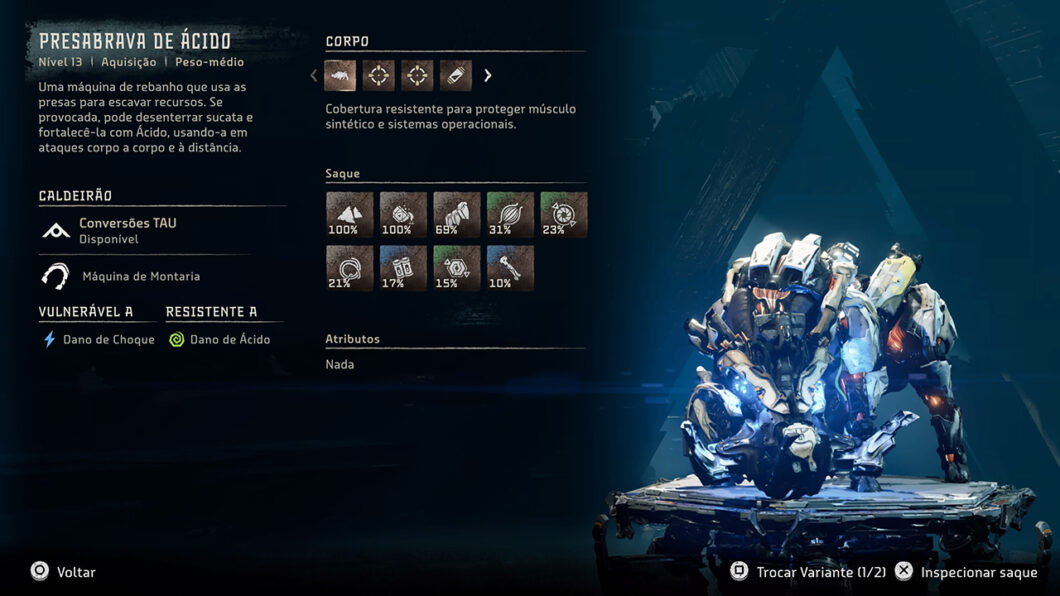 PRESABRAVA DE ÁCIDO
Nível 13 | Aquisição | Peso-médio
Uma máquina de rebanho que usa as
presas para escavar recursos. Se
provocada, pode desenterrar sucata e
fortalecê-la com Ácido, usando-a em
ataques corpo a corpo e à distância.
CALDEIRÃO
Conversões TAU
Disponível
Máquina de Montaria
VULNERÁVEL A
RESISTENTE A
Dano de Choque
Dano de Ácido
CORPO
Cobertura resistente para proteger músculo
sintético e sistemas operacionais.
Saque
100% 100% 69% 31% 23%
21% 17% 15% 10%
Atributos
Nada
Voltar
Trocar Variante (1/2)
Inspecionar saque